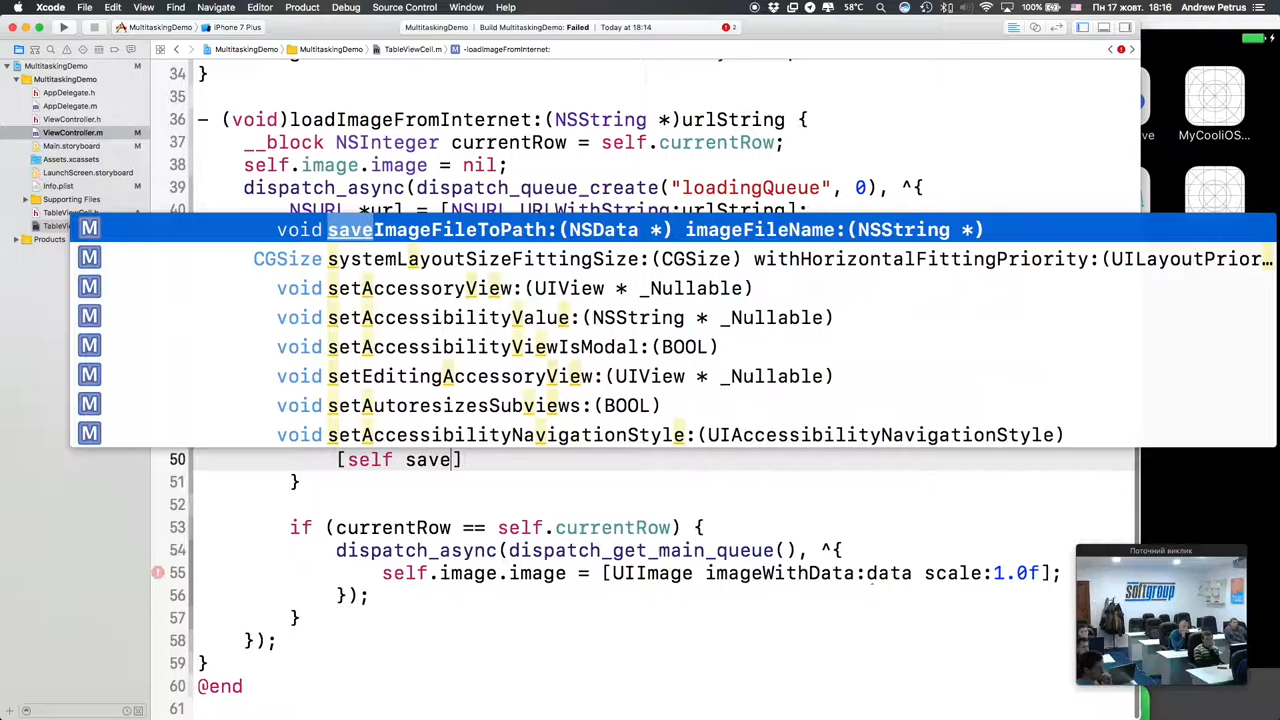 Xcode File Edit View Find Navigate Editor Product Debug Source Control Window Help 58°C 100% Пн 17 жовт. 18:16 Andrew Petrus
MultitaskingDemo iPhone 7 Plus
MultitaskingDemo Build MultitaskingDemo: Failed Today at 18:14 2
MultitaskingDemo MultitaskingDemo TableViewCell.m -loadImageFromInternet:
MultitaskingDemo M
MultitaskingDemo
AppDelegate.h
AppDelegate.m
ViewController.h
ViewController.m
Main.storyboard M
Assets.xcassets
LaunchScreen.storyboard
Info.plist M
Supporting Files
Products
34 }
35
36 - (void)loadImageFromInternet:(NSString *)urlString {
37 __block NSInteger currentRow = self.currentRow;
38 self.image.image = nil;
39 dispatch_async(dispatch_queue_create("loadingQueue", 0), ^{
40 NSURL *url = [NSURL URLWithString:urlString];
M void saveImageFileToPath:(NSData *) imageFileName:(NSString *)
M CGSize systemLayoutSizeFittingSize:(CGSize) withHorizontalFittingPriority:(UILayoutPrior...
M void setAccessoryView:(UIView * _Nullable)
M void setAccessibilityValue:(NSString * _Nullable)
M void setAccessibilityViewIsModal:(BOOL)
M void setEditingAccessoryView:(UIView * _Nullable)
M void setAutoresizesSubviews:(BOOL)
M void setAccessibilityNavigationStyle:(UIAccessibilityNavigationStyle)
50 [self save]
51 }
52
53 if (currentRow == self.currentRow) {
54 dispatch_async(dispatch_get_main_queue(), ^{
55 self.image.image = [UIImage imageWithData:data scale:1.0f];
56 });
57 }
58 });
59 }
60 @end
61
MyCooliOS...
Поточний виклик
softgroup